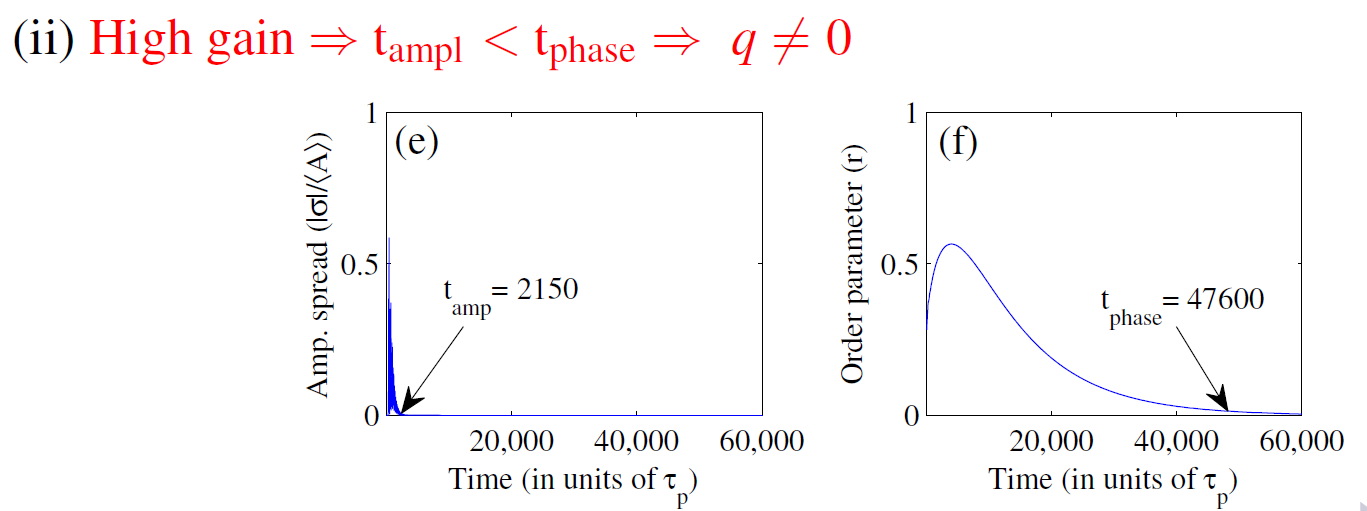 (ii) High gain ⇒ t_ampl < t_phase ⇒ q ≠ 0
(e)
Amp. spread (|σ|/⟨A⟩)
1
0.5
0
t_amp = 2150
20,000 40,000 60,000
Time (in units of τ_p)
(f)
Order parameter (r)
1
0.5
0
t_phase = 47600
20,000 40,000 60,000
Time (in units of τ_p)